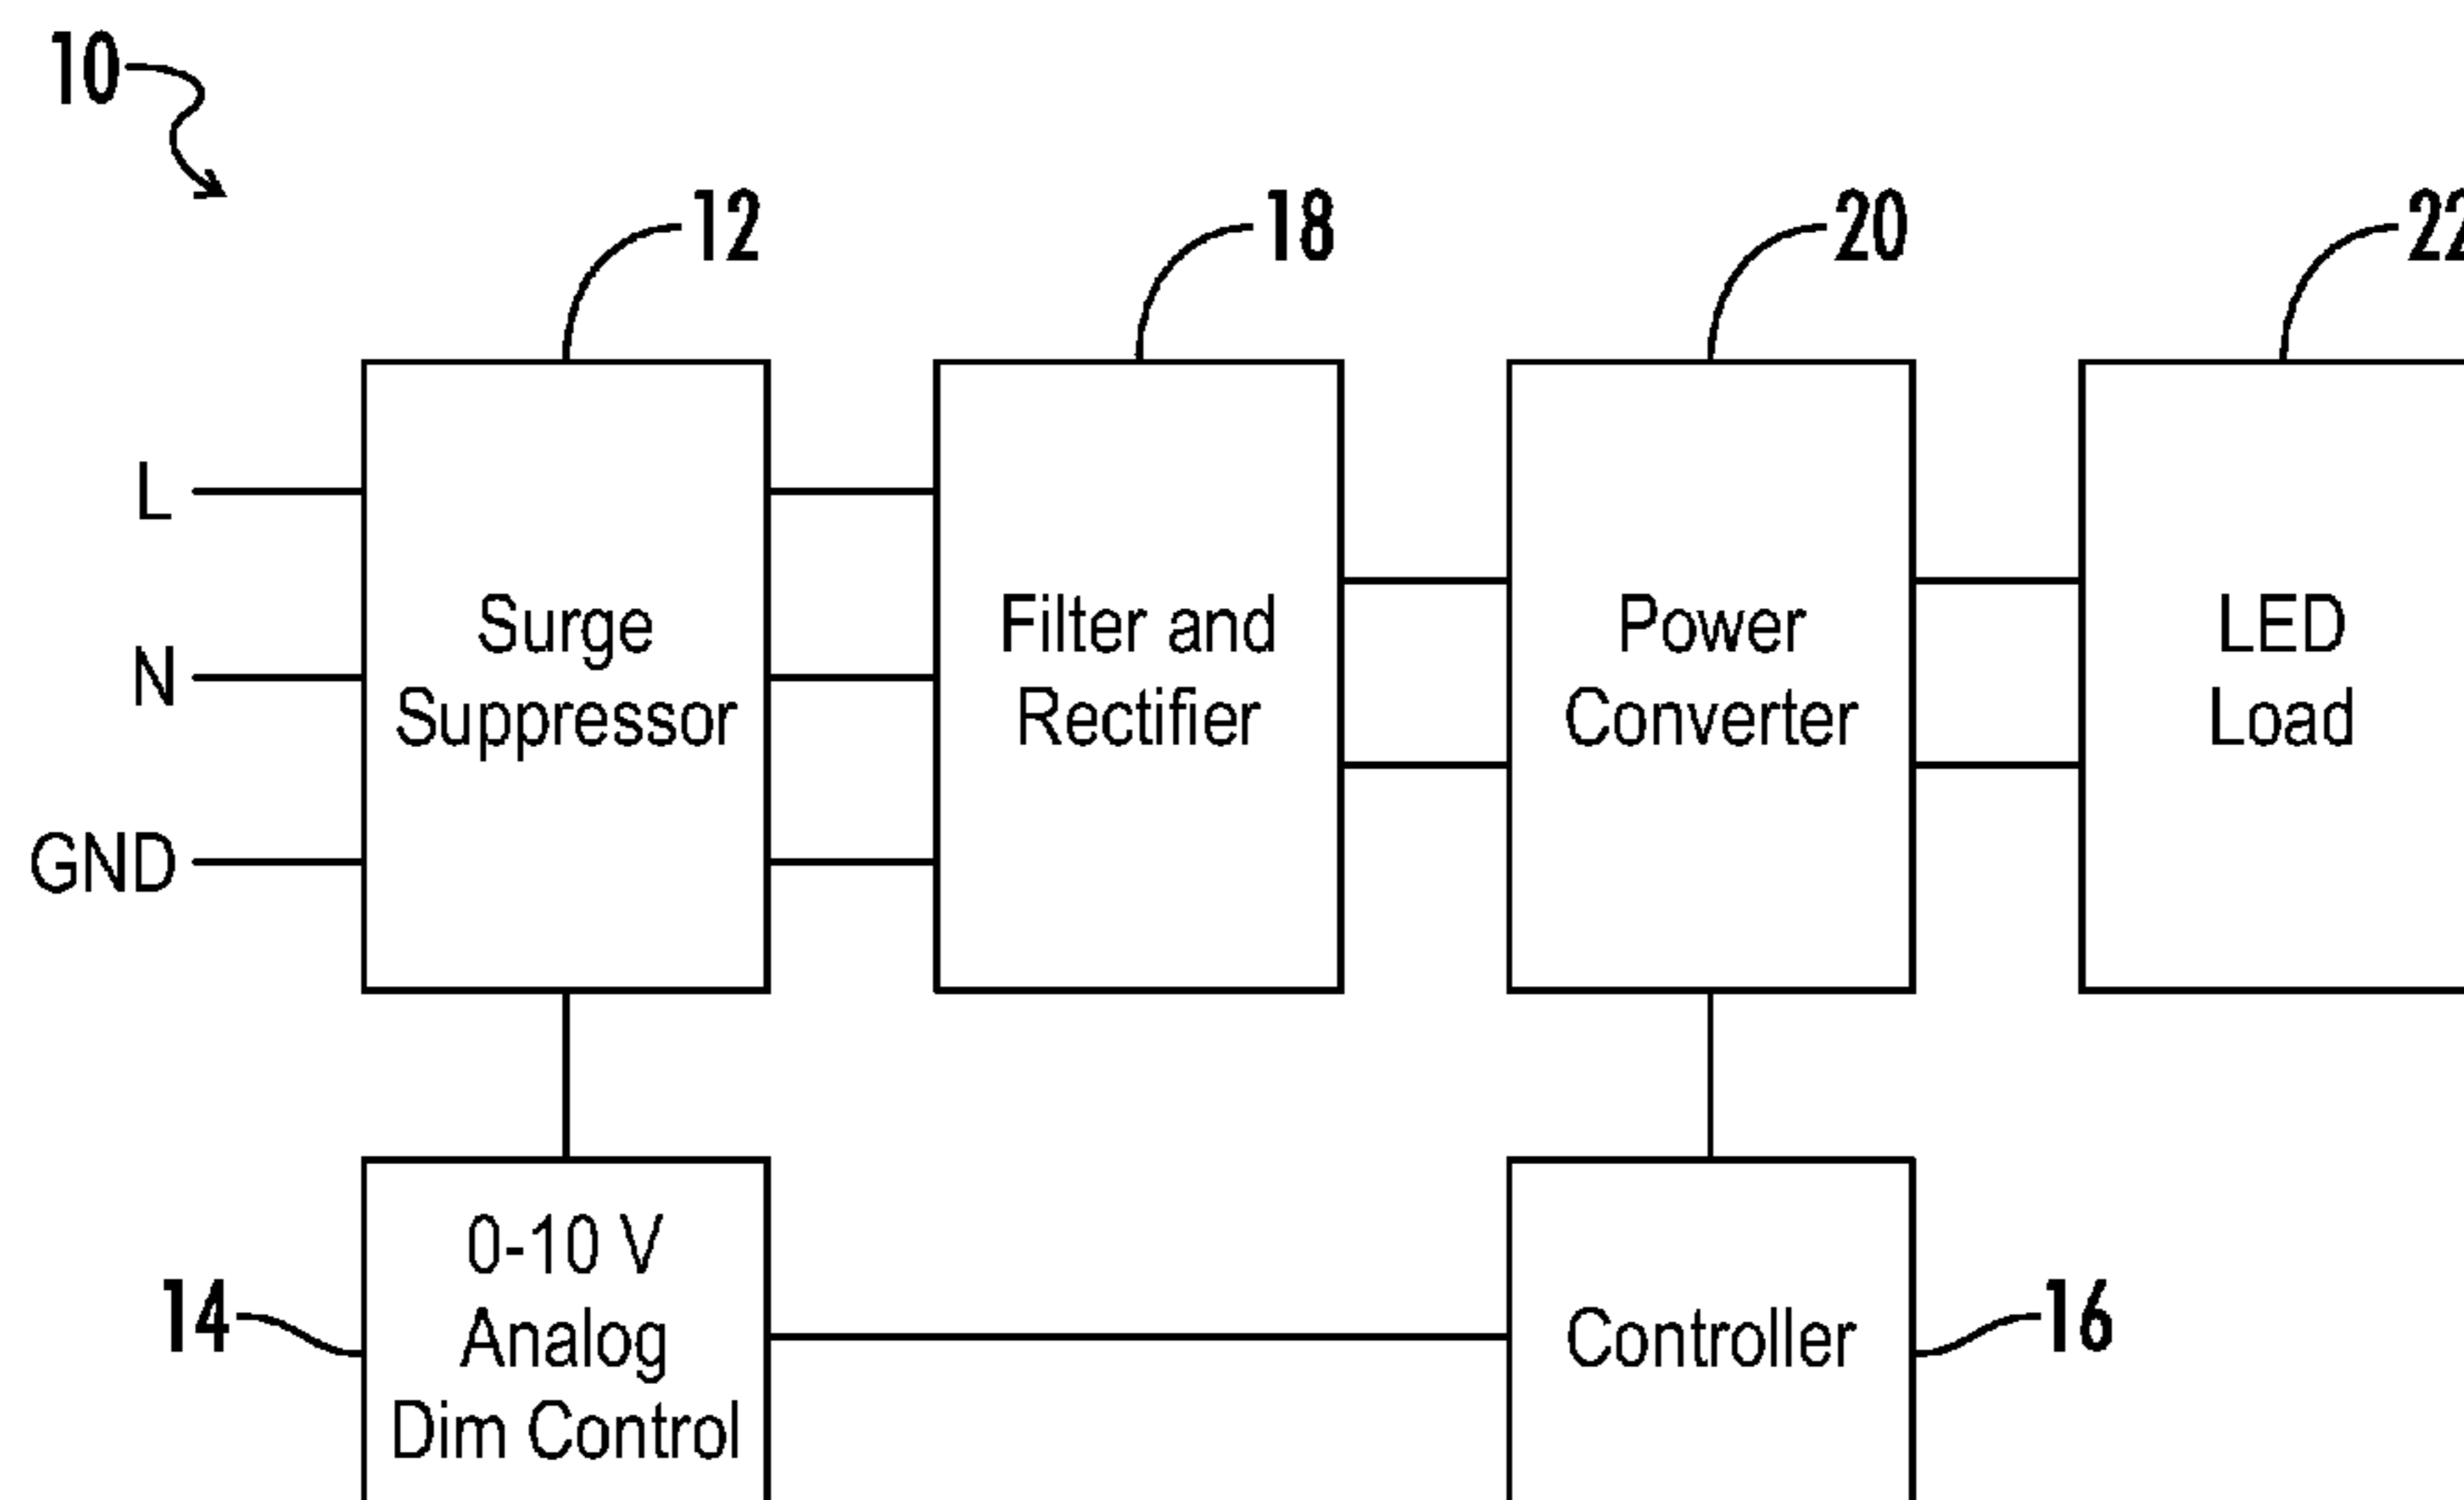 10
12
18
20
22
L
N
GND
Surge
Suppressor
Filter and
Rectifier
Power
Converter
LED
Load
14
0-10 V
Analog
Dim Control
Controller
16